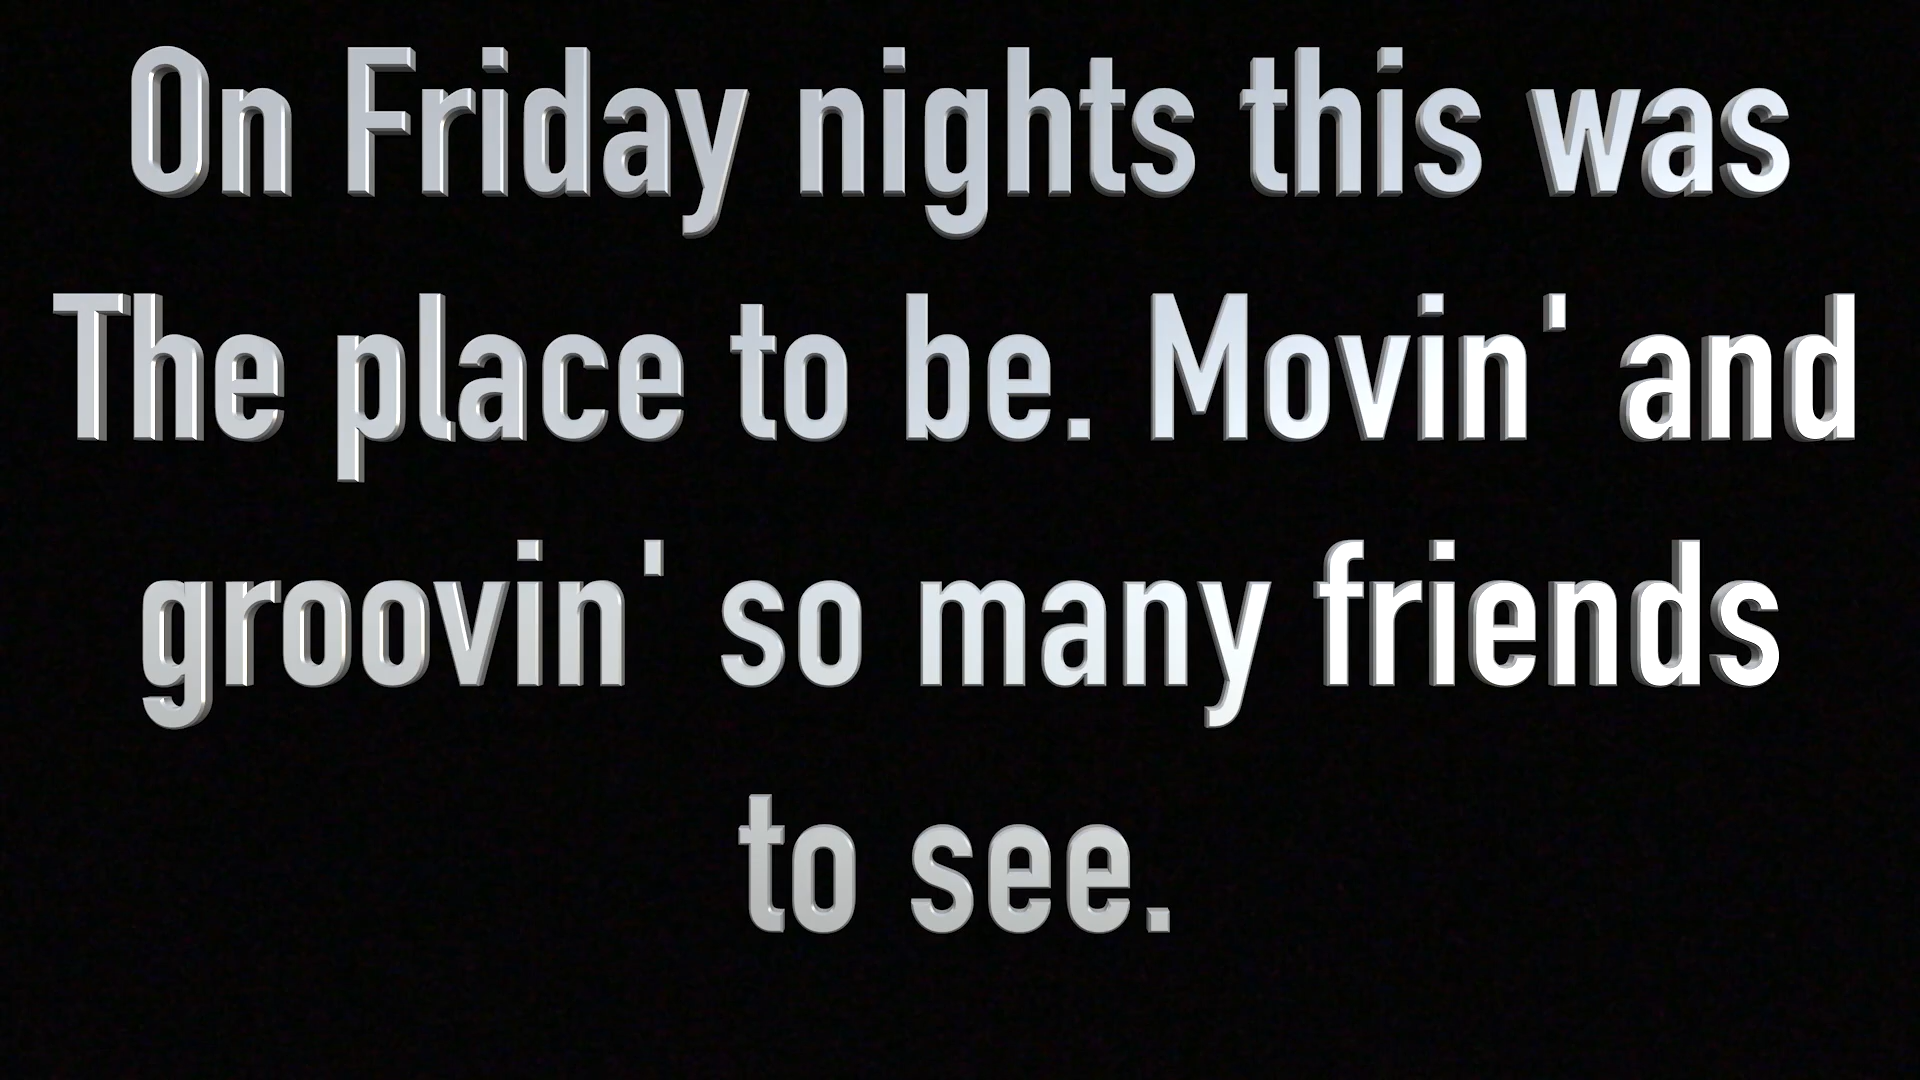 On Friday nights this was
The place to be. Movin' and
groovin' so many friends
to see.